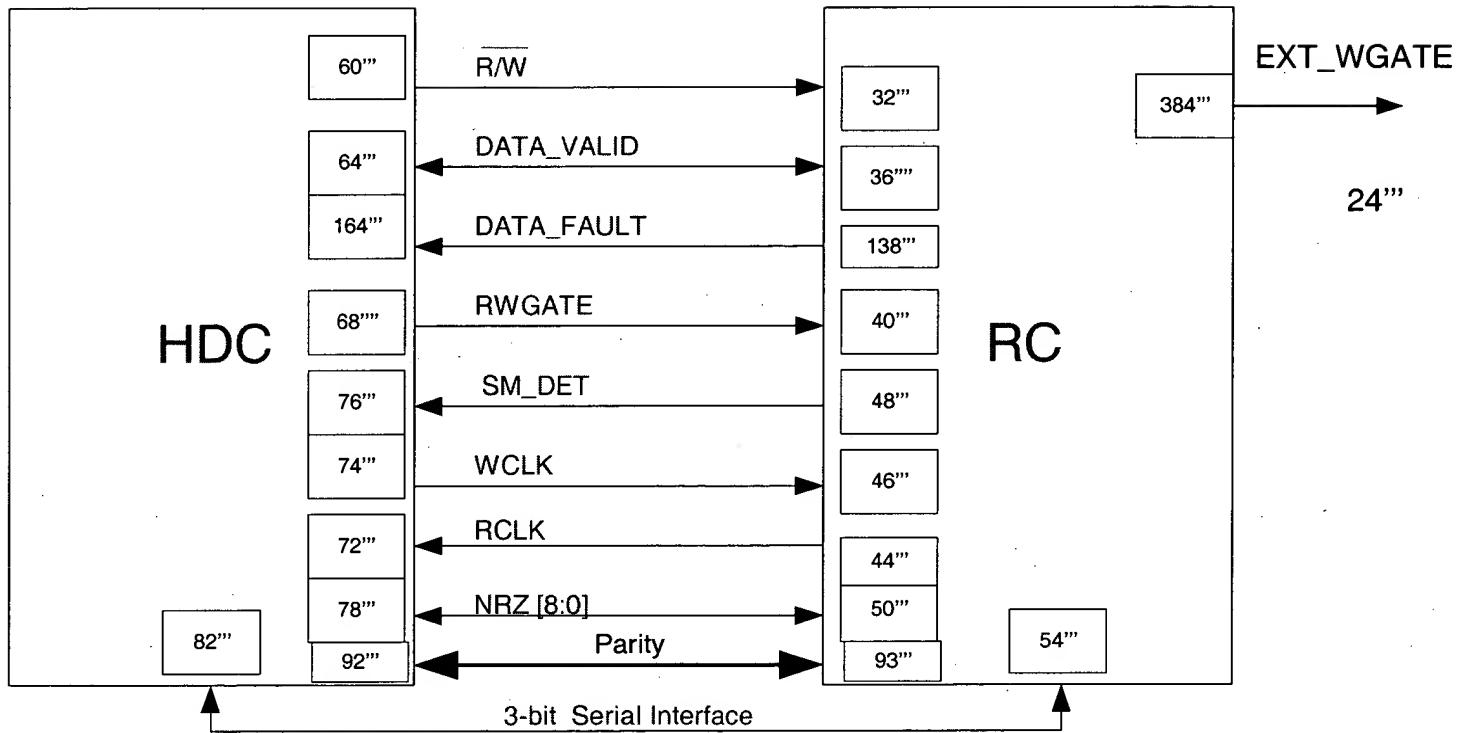 60''' R/W 32''' 384''' EXT_WGATE
64''' DATA_VALID 36'''' 24'''
164''' DATA_FAULT 138'''
68'''' RWGATE 40'''
HDC RC
76''' SM_DET 48'''
74''' WCLK 46'''
72''' RCLK 44'''
78''' NRZ [8:0] 50'''
82''' 92''' Parity 93''' 54'''
3-bit Serial Interface